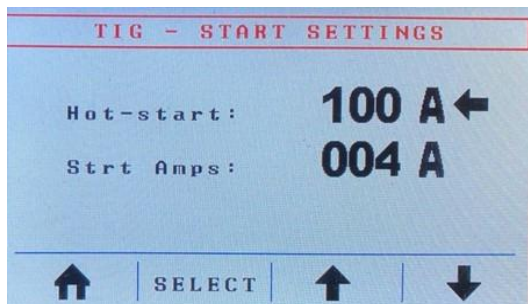 TIG - START SETTINGS
Hot-start: 100 A
Strt Amps: 004 A
SELECT